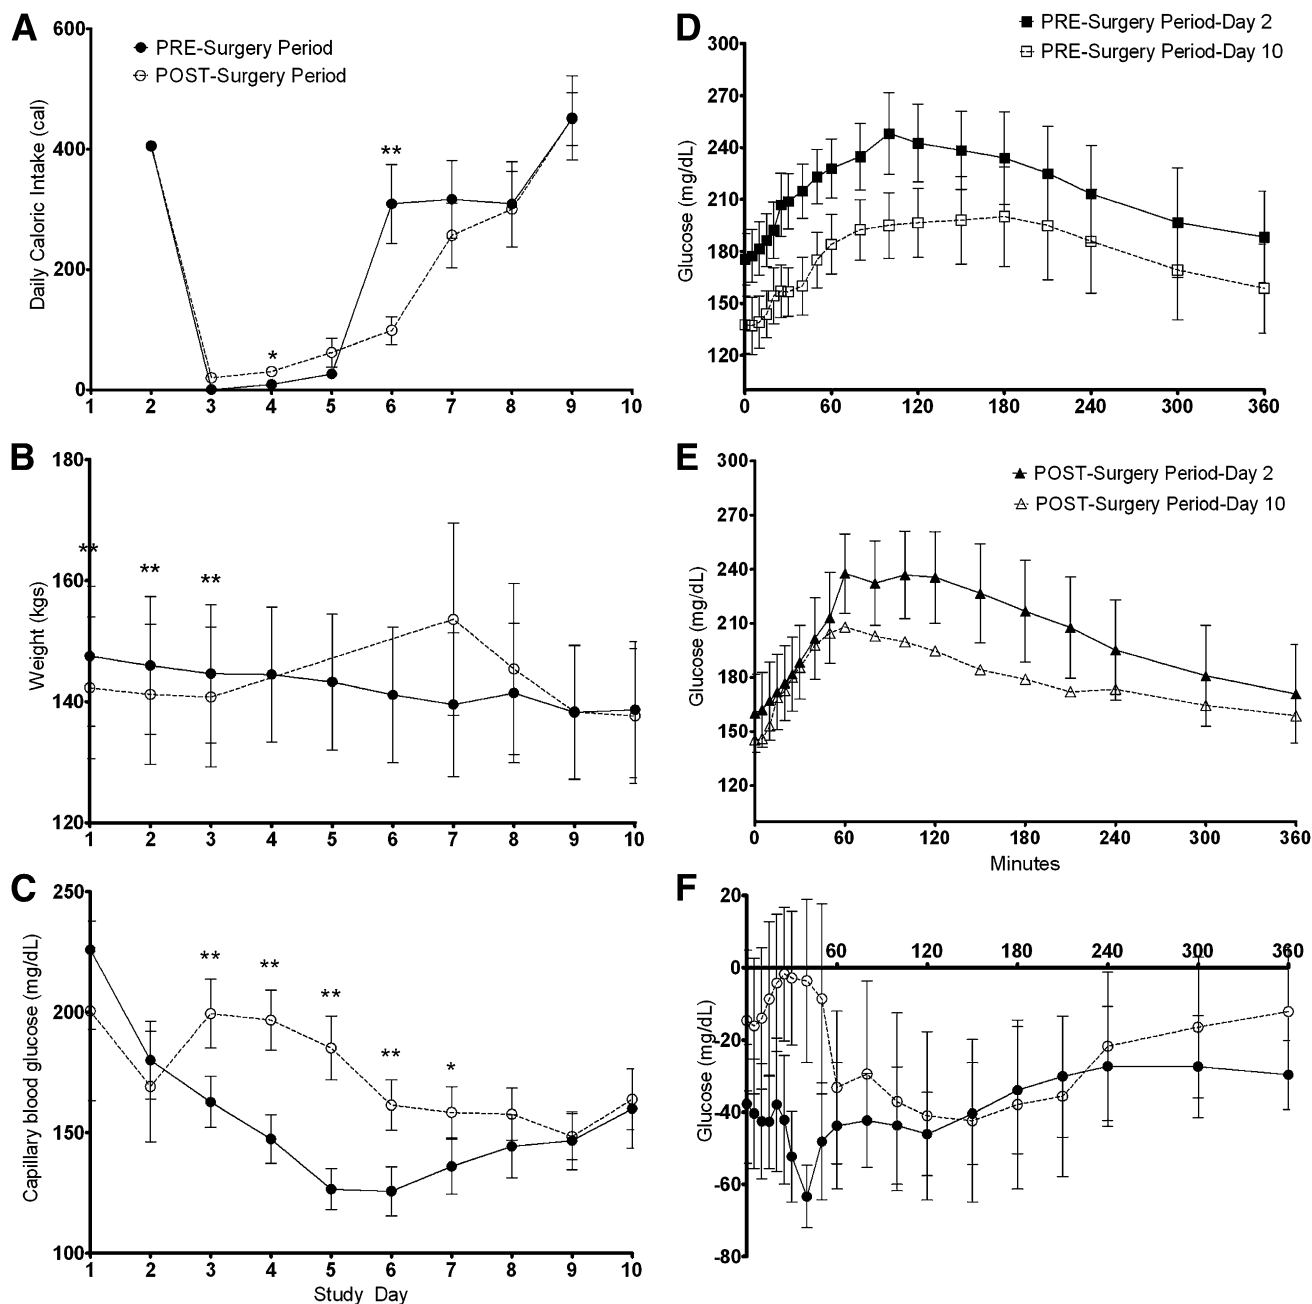 A
600
400
200
0
Daily Caloric Intake (cal)
PRE-Surgery Period
POST-Surgery Period
*
**
1 2 3 4 5 6 7 8 9 10
B
180
160
140
120
Weight (kgs)
** ** **
1 2 3 4 5 6 7 8 9 10
C
250
200
150
100
Capillary blood glucose (mg/dL)
** ** ** ** *
1 2 3 4 5 6 7 8 9 10
Study Day
D
300
270
240
210
180
150
120
Glucose (mg/dL)
PRE-Surgery Period-Day 2
PRE-Surgery Period-Day 10
0 60 120 180 240 300 360
E
300
270
240
210
180
150
120
Glucose (mg/dL)
POST-Surgery Period-Day 2
POST-Surgery Period-Day 10
0 60 120 180 240 300 360
Minutes
F
20
0
-20
-40
-60
-80
Glucose (mg/dL)
60 120 180 240 300 360